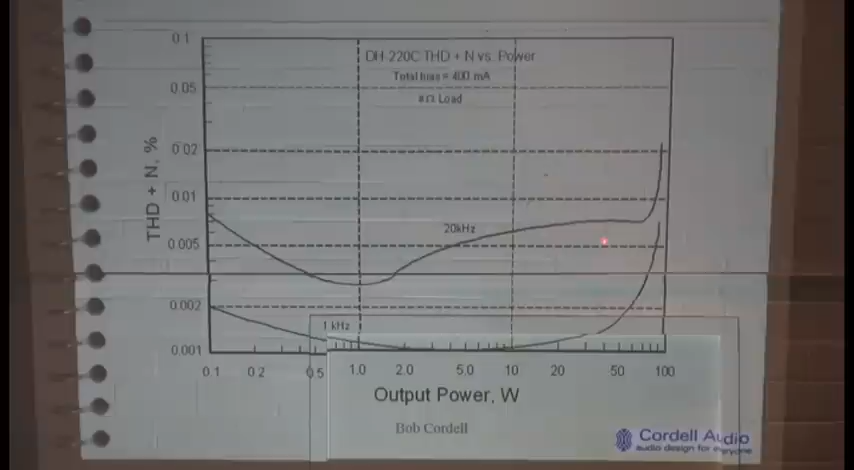 DH-220C THD + N vs. Power
Total bias = 400 mA
8 Ω Load
THD + N, %
0.1
0.05
0.02
0.01
0.005
0.002
0.001
20kHz
1 kHz
0.1 0.2 0.5 1.0 2.0 5.0 10 20 50 100
Output Power, W
Bob Cordell
Cordell Audio
audio design for everyone